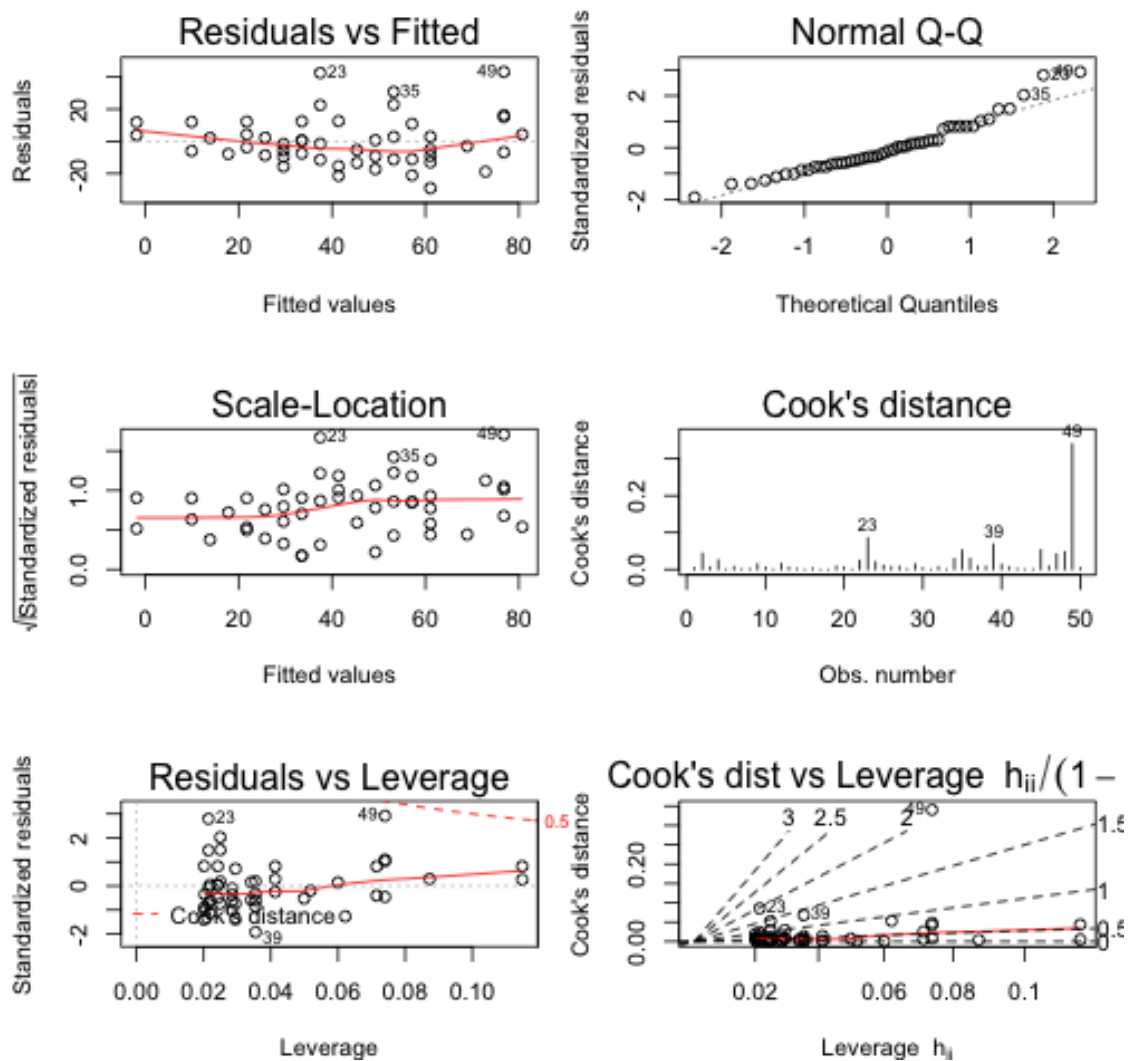 Residuals vs Fitted
Residuals
20
-20
23
35
49
0 20 40 60 80
Fitted values
Normal Q-Q
Standardized residuals
2
0
-2
23
49
35
-2 -1 0 1 2
Theoretical Quantiles
Scale-Location
√|Standardized residuals|
1.0
0.0
23
35
49
0 20 40 60 80
Fitted values
Cook's distance
Cook's distance
0.2
0.0
23
39
49
0 10 20 30 40 50
Obs. number
Residuals vs Leverage
Standardized residuals
2
0
-2
23
49
0.5
Cook's distance
39
0.00 0.02 0.04 0.06 0.08 0.10
Leverage
Cook's dist vs Leverage hii/(1−
Cook's distance
0.20
0.00
3 2.5 2
49
1.5
1
0.5
0
23
39
0.02 0.04 0.06 0.08 0.1
Leverage hii